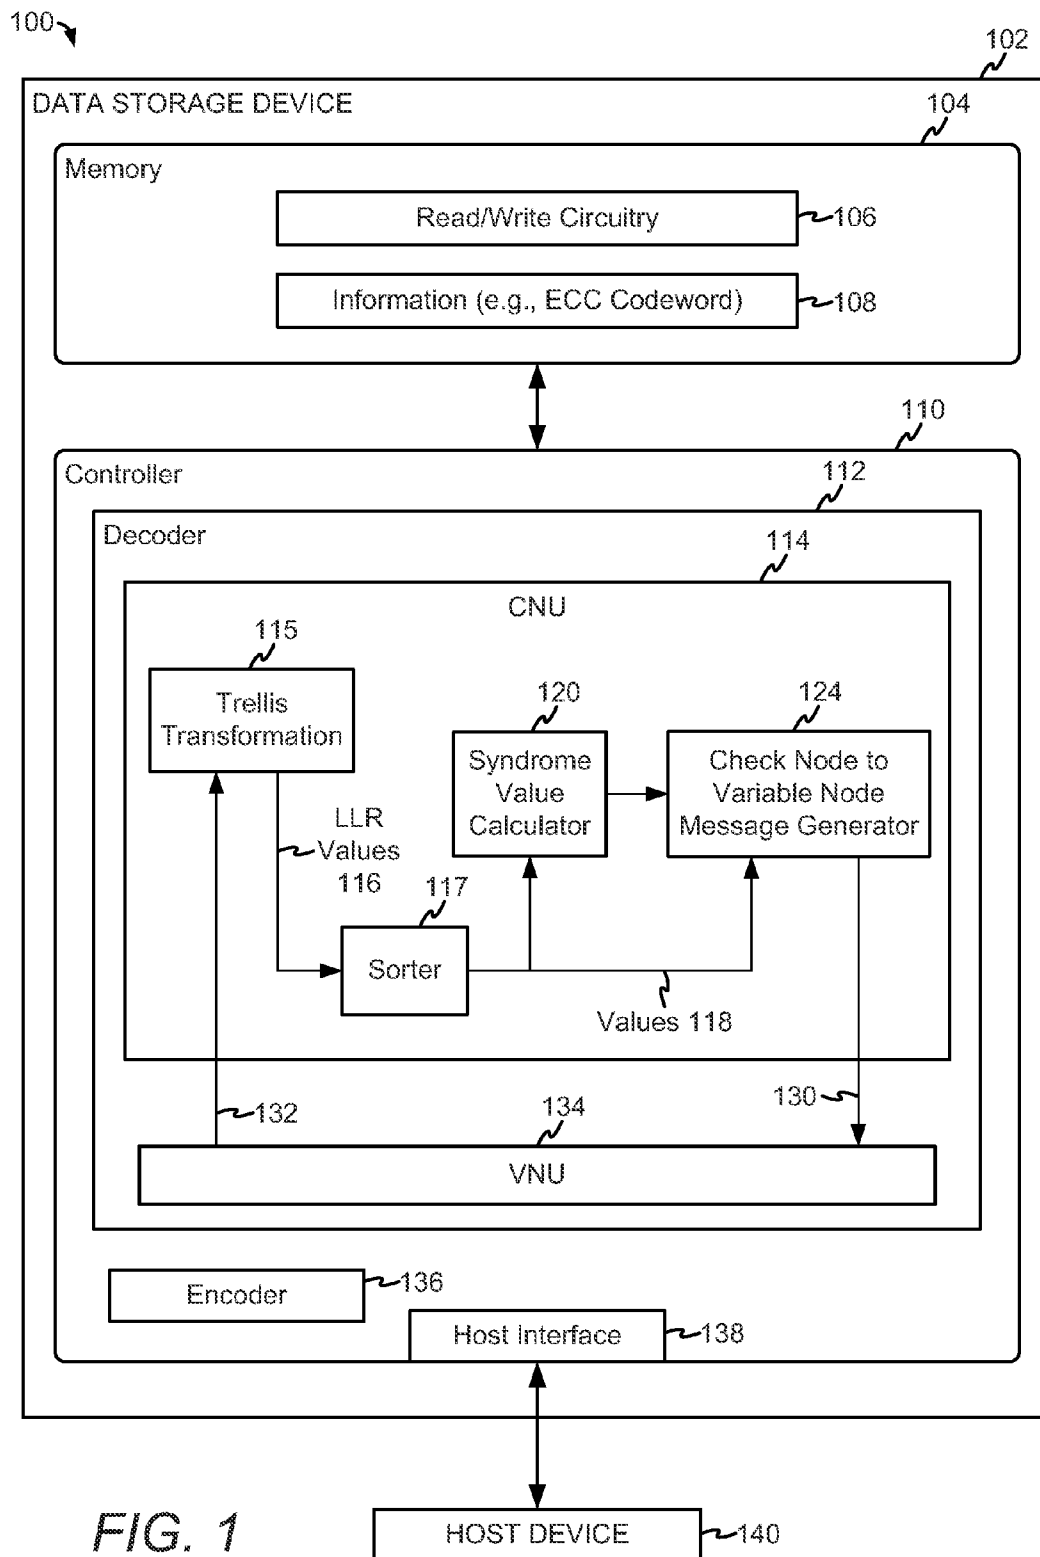 100
102
DATA STORAGE DEVICE
104
Memory
Read/Write Circuitry
106
Information (e.g., ECC Codeword)
108
110
Controller
112
Decoder
114
CNU
115
Trellis
Transformation
120
Syndrome
Value
Calculator
124
Check Node to
Variable Node
Message Generator
LLR
Values
116
117
Sorter
Values 118
132
130
134
VNU
Encoder
136
Host Interface
138
HOST DEVICE
140
FIG. 1